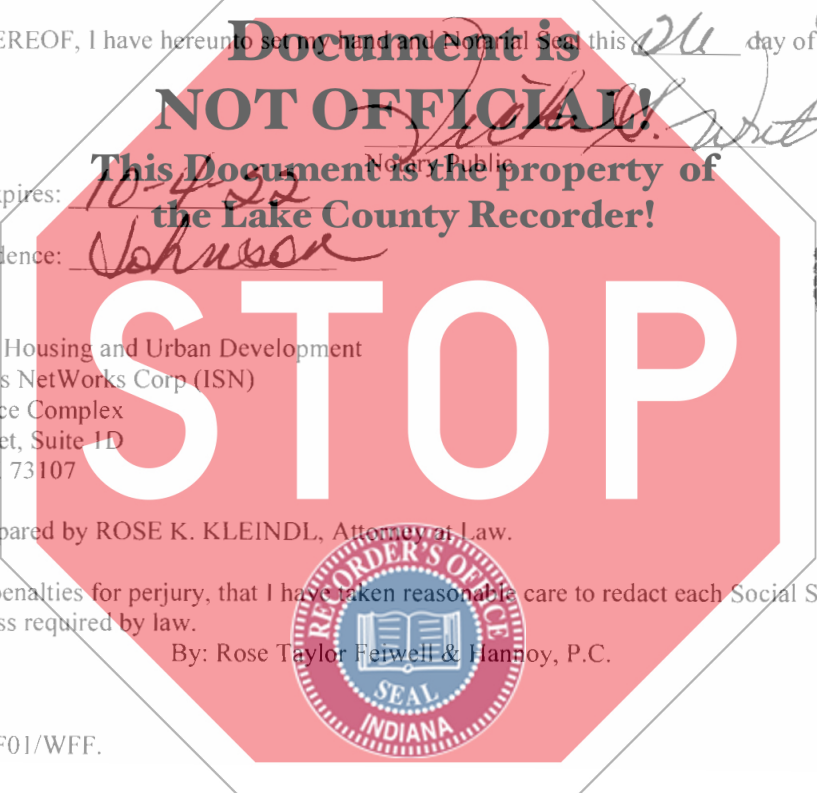 EREOF, I have hereunto set my hand and Notarial Seal this 26 day of
Document is
NOT OFFICIAL!
Notary Public
This Document is the property of
the Lake County Recorder!
xpires: 10-4-22
dence: Johnson
STOP
Housing and Urban Development
s NetWorks Corp (ISN)
ce Complex
et, Suite 1D
73107
pared by ROSE K. KLEINDL, Attorney at Law.
penalties for perjury, that I have taken reasonable care to redact each Social S
ss required by law.
By: Rose Taylor Feiwell & Hannoy, P.C.
RECORDER'S OFFICE
SEAL
INDIANA
F01/WFF.